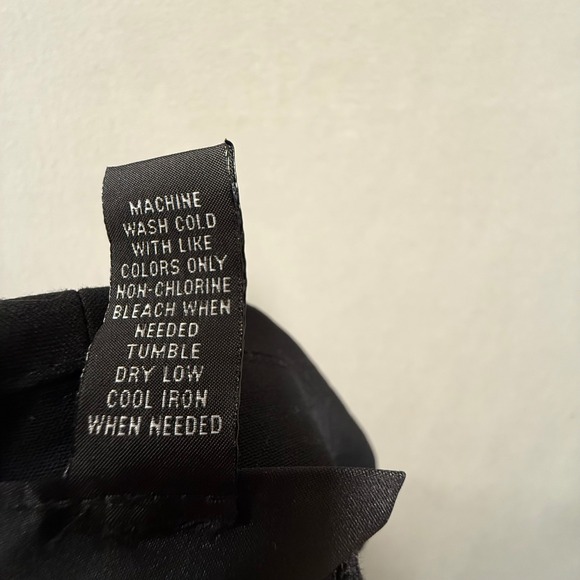 MACHINE
WASH COLD
WITH LIKE
COLORS ONLY
NON-CHLORINE
BLEACH WHEN
NEEDED
TUMBLE
DRY LOW
COOL IRON
WHEN NEEDED